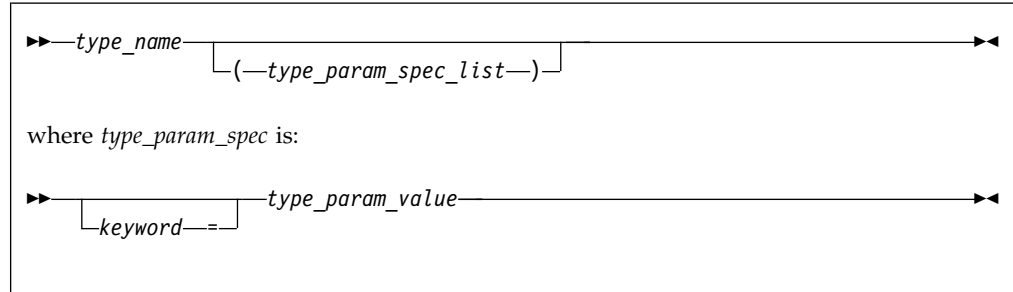 ►►—type_name—►◄
(—type_param_spec_list—)
where type_param_spec is:
►►—type_param_value—►◄
keyword—=